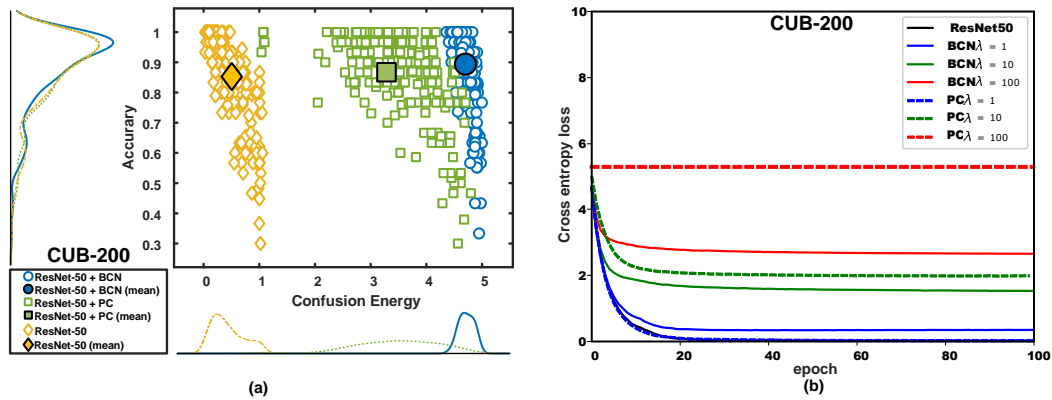 1
0.9
0.8
0.7
0.6
0.5
0.4
0.3
Accurary
0 1 2 3 4 5
Confusion Energy
CUB-200
ResNet-50 + BCN
ResNet-50 + BCN (mean)
ResNet-50 + PC
ResNet-50 + PC (mean)
ResNet-50
ResNet-50 (mean)
(a)
CUB-200
10
8
6
4
2
0
Cross entropy loss
ResNet50
BCNλ = 1
BCNλ = 10
BCNλ = 100
PCλ = 1
PCλ = 10
PCλ = 100
0 20 40 60 80 100
epoch
(b)